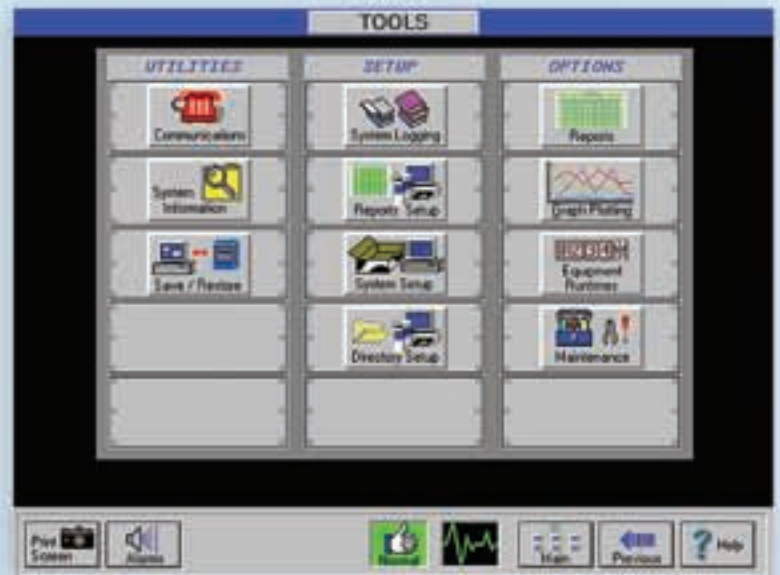 TOOLS
UTILITIES
SETUP
OPTIONS
Communications
System Logging
Reports
System
Information
Reports Setup
Graph Plotting
Save / Restore
System Setup
Equipment
Runtimes
Directory Setup
Maintenance
Print
Screen
Alarms
Normal
Main
Previous
? Help